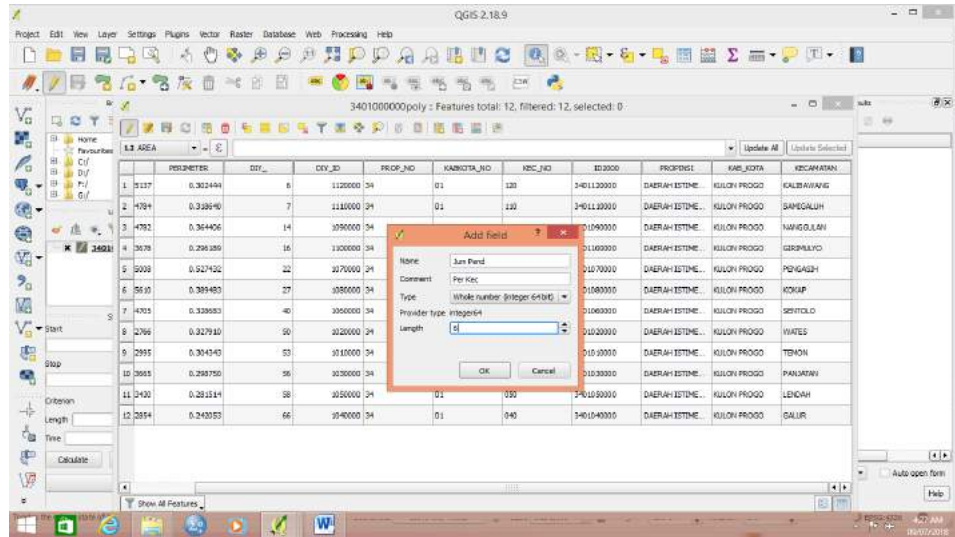 QGIS 2.18.9
Project Edit View Layer Settings Plugins Vector Raster Database Web Processing Help
3401000000poly : Features total: 12, filtered: 12, selected: 0
Home
Favourites
C:/
D:/
F:/
G:/
1.2 AREA
Update All Update Selected
PERIMETER DIY_ DIY_ID PROP_NO KABKOTA_NO KEC_NO ID2000 PROPINSI KAB_KOTA KECAMATAN
1 5137 0.302444 6 1120000 34 01 120 3401120000 DAERAH ISTIME... KULON PROGO KALIBAWANG
2 4784 0.318640 7 1110000 34 01 110 3401110000 DAERAH ISTIME... KULON PROGO SAMIGALUH
3 4782 0.364406 14 1090000 34 DAERAH ISTIME... KULON PROGO NANGGULAN
4 3678 0.296189 16 1100000 34 DAERAH ISTIME... KULON PROGO GIRIMULYO
5 5008 0.527432 22 1070000 34 DAERAH ISTIME... KULON PROGO PENGASIH
6 5610 0.389483 27 1080000 34 DAERAH ISTIME... KULON PROGO KOKAP
7 4705 0.328683 40 1060000 34 DAERAH ISTIME... KULON PROGO SENTOLO
8 2766 0.327910 50 1020000 34 DAERAH ISTIME... KULON PROGO WATES
9 2995 0.304343 53 1010000 34 DAERAH ISTIME... KULON PROGO TEMON
10 3665 0.298750 56 1030000 34 DAERAH ISTIME... KULON PROGO PANJATAN
11 3430 0.281514 58 1050000 34 01 050 3401050000 DAERAH ISTIME... KULON PROGO LENDAH
12 2854 0.242053 66 1040000 34 01 040 3401040000 DAERAH ISTIME... KULON PROGO GALUR
Add field
Name Jum Pend
Comment Per Kec
Type Whole number (integer 64bit)
Provider type integer64
Length 6
OK Cancel
Start
Stop
Criterion
Length
Time
Calculate
Auto open form
Help
Show All Features
4:27 AM
09/07/2018